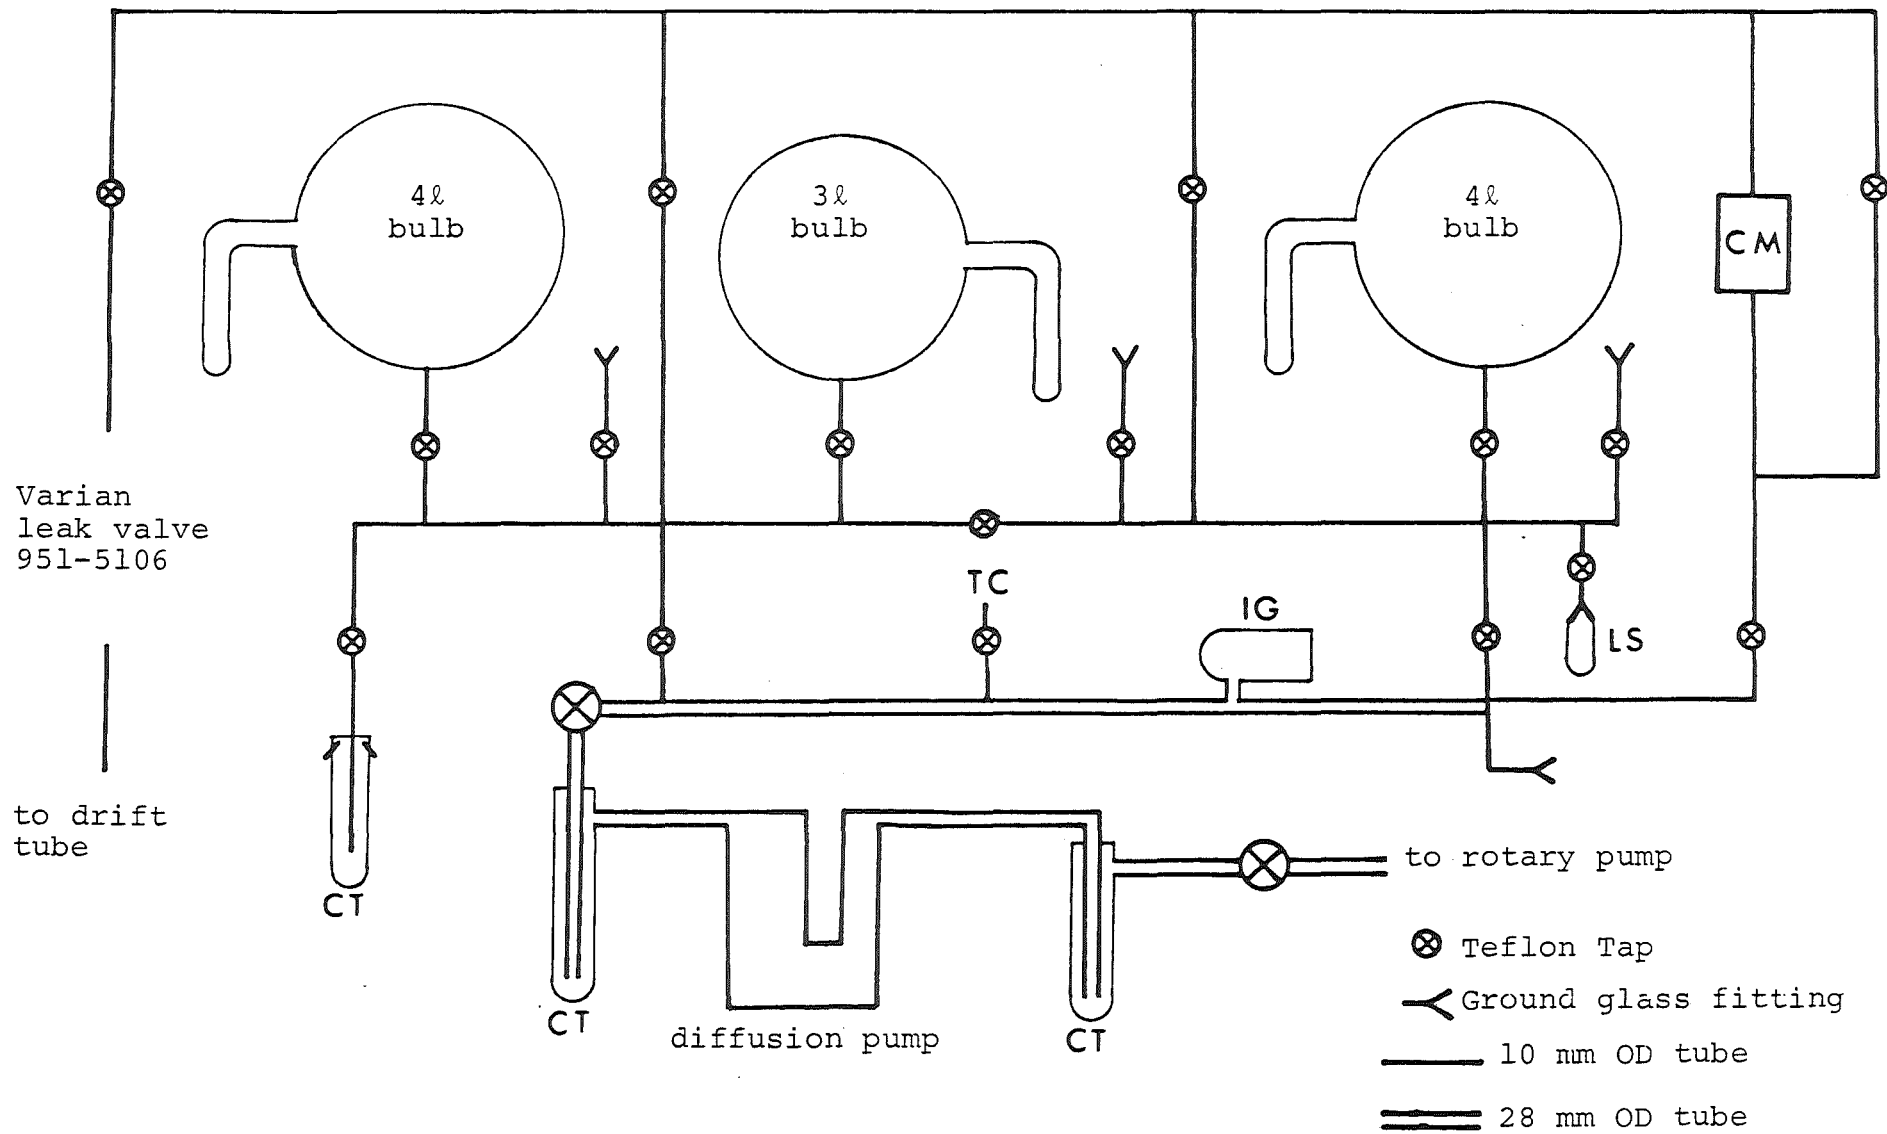 4ℓ
bulb
3ℓ
bulb
4ℓ
bulb
CM
Varian
leak valve
951-5106
TC
IG
LS
to drift
tube
CT
to rotary pump
CT
diffusion pump
CT
Teflon Tap
Ground glass fitting
10 mm OD tube
28 mm OD tube